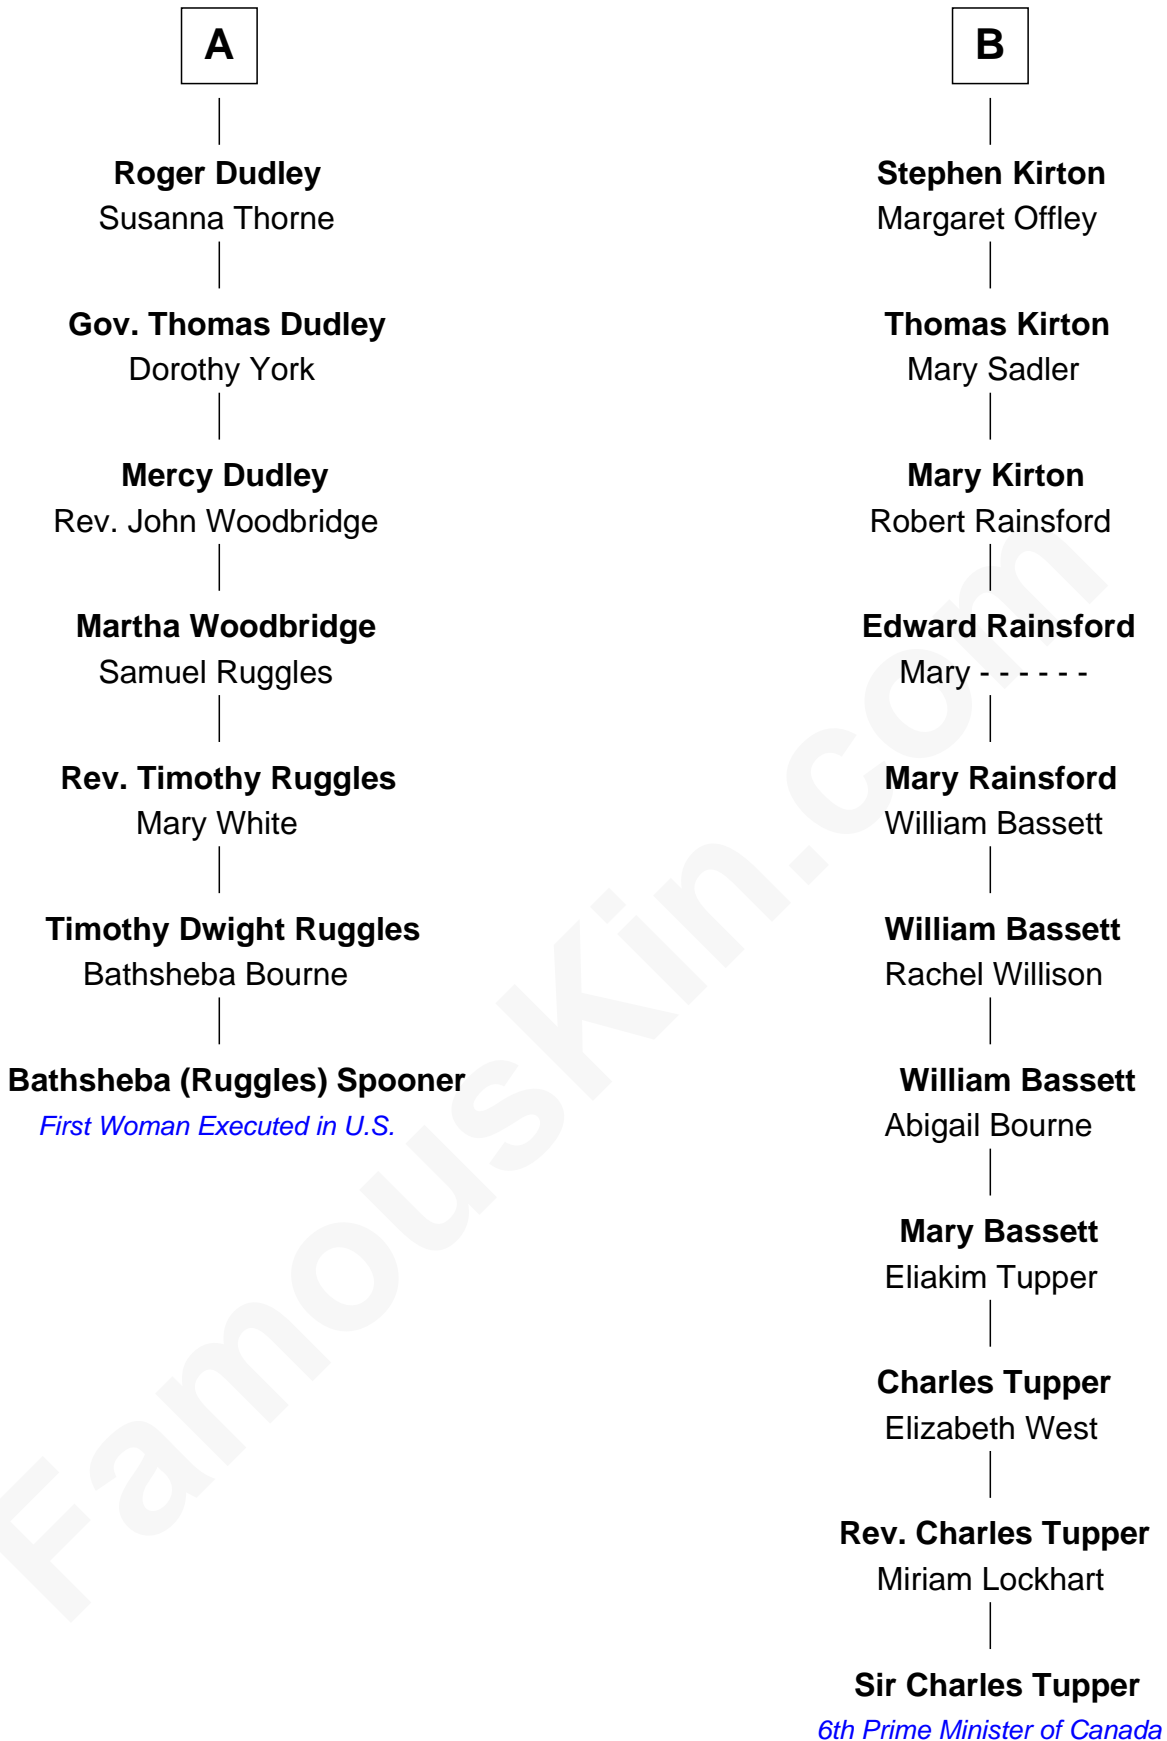 A
Roger Dudley
Susanna Thorne
Gov. Thomas Dudley
Dorothy York
Mercy Dudley
Rev. John Woodbridge
Martha Woodbridge
Samuel Ruggles
Rev. Timothy Ruggles
Mary White
Timothy Dwight Ruggles
Bathsheba Bourne
Bathsheba (Ruggles) Spooner
First Woman Executed in U.S.
B
Stephen Kirton
Margaret Offley
Thomas Kirton
Mary Sadler
Mary Kirton
Robert Rainsford
Edward Rainsford
Mary - - - - - -
Mary Rainsford
William Bassett
William Bassett
Rachel Willison
William Bassett
Abigail Bourne
Mary Bassett
Eliakim Tupper
Charles Tupper
Elizabeth West
Rev. Charles Tupper
Miriam Lockhart
Sir Charles Tupper
6th Prime Minister of Canada
FamousKin.com